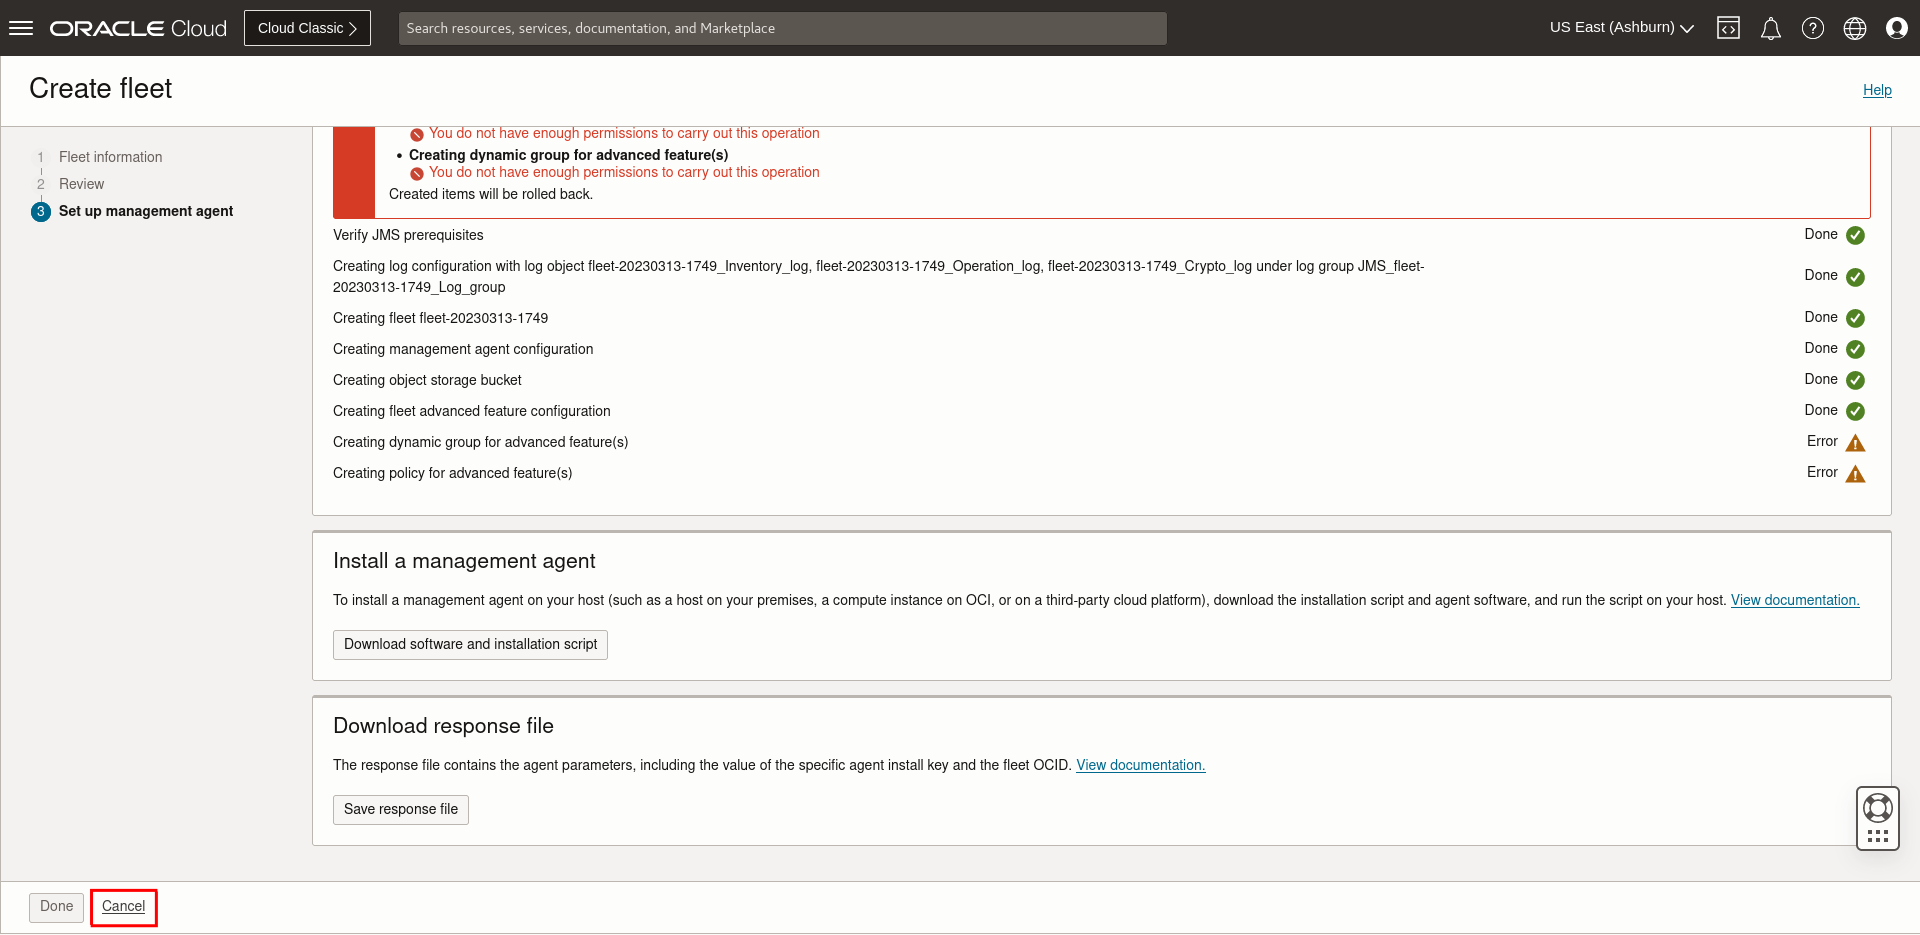 ORACLE Cloud
Cloud Classic
Search resources, services, documentation, and Marketplace
US East (Ashburn)
Create fleet
Help
1 Fleet information
2 Review
3 Set up management agent
You do not have enough permissions to carry out this operation
• Creating dynamic group for advanced feature(s)
You do not have enough permissions to carry out this operation
Created items will be rolled back.
Verify JMS prerequisites Done
Creating log configuration with log object fleet-20230313-1749_Inventory_log, fleet-20230313-1749_Operation_log, fleet-20230313-1749_Crypto_log under log group JMS_fleet-
20230313-1749_Log_group Done
Creating fleet fleet-20230313-1749 Done
Creating management agent configuration Done
Creating object storage bucket Done
Creating fleet advanced feature configuration Done
Creating dynamic group for advanced feature(s) Error
Creating policy for advanced feature(s) Error
Install a management agent
To install a management agent on your host (such as a host on your premises, a compute instance on OCI, or on a third-party cloud platform), download the installation script and agent software, and run the script on your host. View documentation.
Download software and installation script
Download response file
The response file contains the agent parameters, including the value of the specific agent install key and the fleet OCID. View documentation.
Save response file
Done Cancel